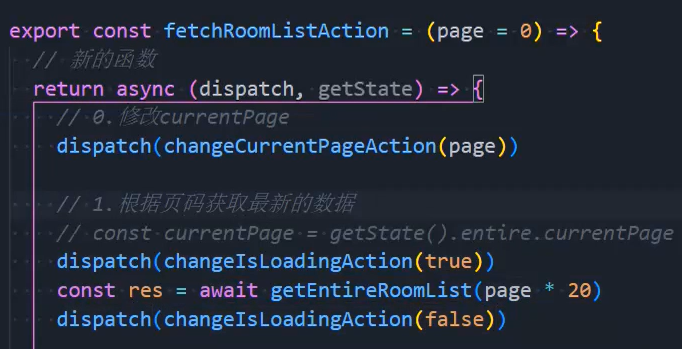 export const fetchRoomListAction = (page = 0) => {
// 新的函数
return async (dispatch, getState) => {
// 0.修改currentPage
dispatch(changeCurrentPageAction(page))
// 1.根据页码获取最新的数据
// const currentPage = getState().entire.currentPage
dispatch(changeIsLoadingAction(true))
const res = await getEntireRoomList(page * 20)
dispatch(changeIsLoadingAction(false))